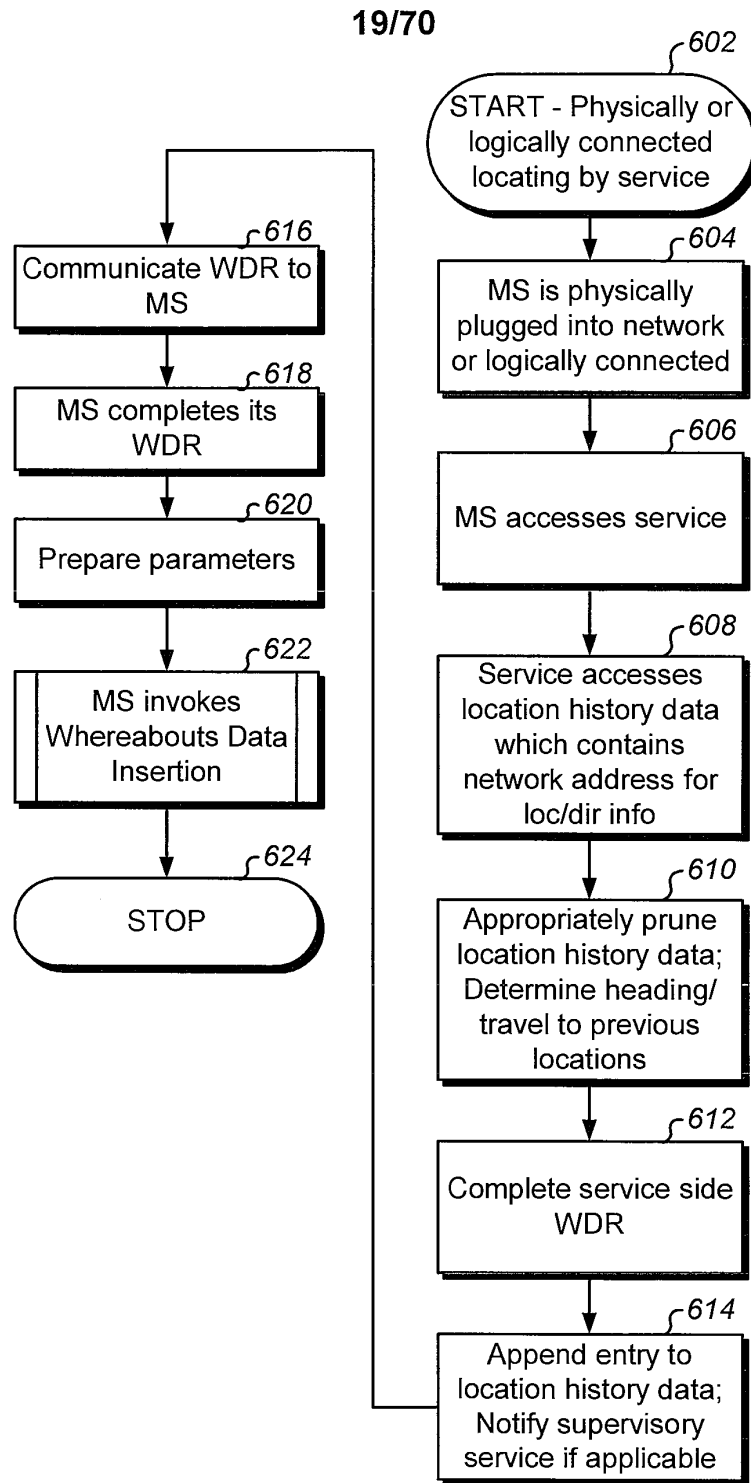 19/70
602
START - Physically or
logically connected
locating by service
604
MS is physically
plugged into network
or logically connected
606
MS accesses service
608
Service accesses
location history data
which contains
network address for
loc/dir info
610
Appropriately prune
location history data;
Determine heading/
travel to previous
locations
612
Complete service side
WDR
614
Append entry to
location history data;
Notify supervisory
service if applicable
616
Communicate WDR to
MS
618
MS completes its
WDR
620
Prepare parameters
622
MS invokes
Whereabouts Data
Insertion
624
STOP